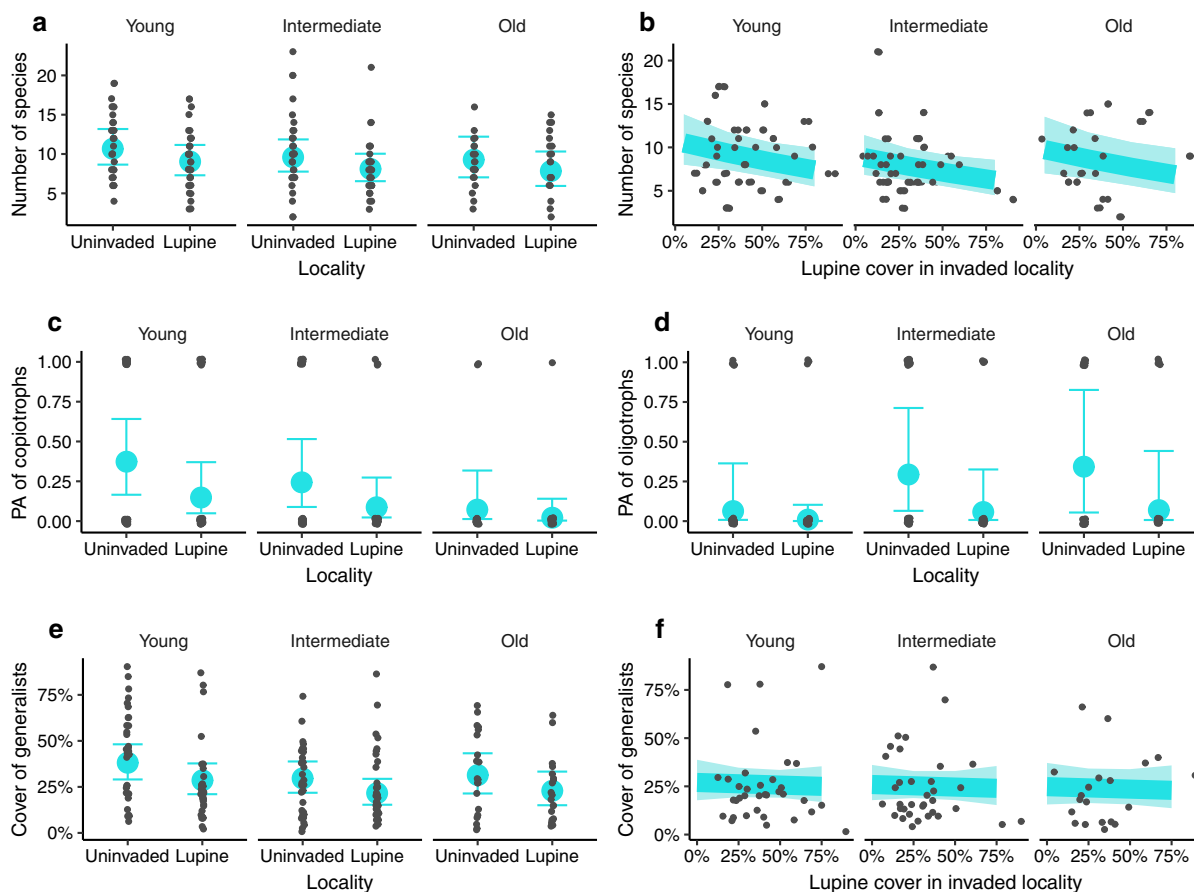 a
Young Intermediate Old
Number of species
20
15
10
5
Uninvaded Lupine Uninvaded Lupine Uninvaded Lupine
Locality
b
Young Intermediate Old
Number of species
20
15
10
5
0% 25% 50% 75% 0% 25% 50% 75% 0% 25% 50% 75%
Lupine cover in invaded locality
c
Young Intermediate Old
PA of copiotrophs
1.00
0.75
0.50
0.25
0.00
Uninvaded Lupine Uninvaded Lupine Uninvaded Lupine
Locality
d
Young Intermediate Old
PA of oligotrophs
1.00
0.75
0.50
0.25
0.00
Uninvaded Lupine Uninvaded Lupine Uninvaded Lupine
Locality
e
Young Intermediate Old
Cover of generalists
75%
50%
25%
0%
Uninvaded Lupine Uninvaded Lupine Uninvaded Lupine
Locality
f
Young Intermediate Old
Cover of generalists
75%
50%
25%
0%
0% 25% 50% 75% 0% 25% 50% 75% 0% 25% 50% 75%
Lupine cover in invaded locality